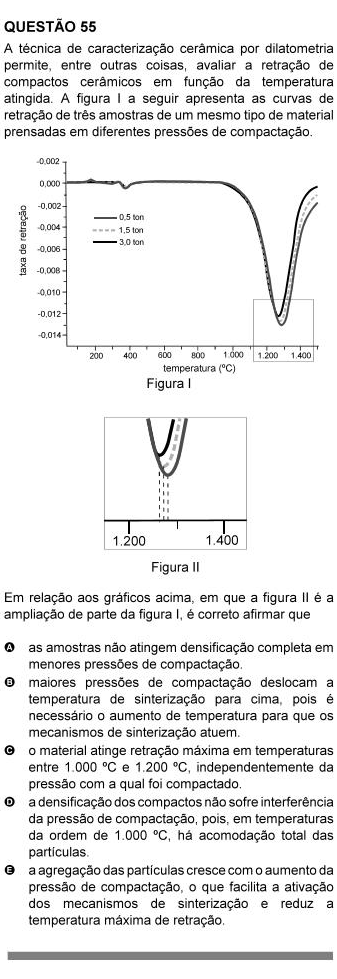 QUESTÃO 55
A técnica de caracterização cerâmica por dilatometria
permite, entre outras coisas, avaliar a retração de
compactos cerâmicos em função da temperatura
atingida. A figura I a seguir apresenta as curvas de
retração de três amostras de um mesmo tipo de material
prensadas em diferentes pressões de compactação.
-0,002
0,000
-0,002
-0,004
-0,006
-0,008
-0,010
-0,012
-0,014
taxa de retração
0,5 ton
1,5 ton
3,0 ton
200 400 600 800 1.000 1.200 1.400
temperatura (ºC)
Figura I
1.200 1.400
Figura II
Em relação aos gráficos acima, em que a figura II é a
ampliação de parte da figura I, é correto afirmar que
A as amostras não atingem densificação completa em
menores pressões de compactação.
B maiores pressões de compactação deslocam a
temperatura de sinterização para cima, pois é
necessário o aumento de temperatura para que os
mecanismos de sinterização atuem.
C o material atinge retração máxima em temperaturas
entre 1.000 ºC e 1.200 ºC, independentemente da
pressão com a qual foi compactado.
D a densificação dos compactos não sofre interferência
da pressão de compactação, pois, em temperaturas
da ordem de 1.000 ºC, há acomodação total das
partículas.
E a agregação das partículas cresce com o aumento da
pressão de compactação, o que facilita a ativação
dos mecanismos de sinterização e reduz a
temperatura máxima de retração.